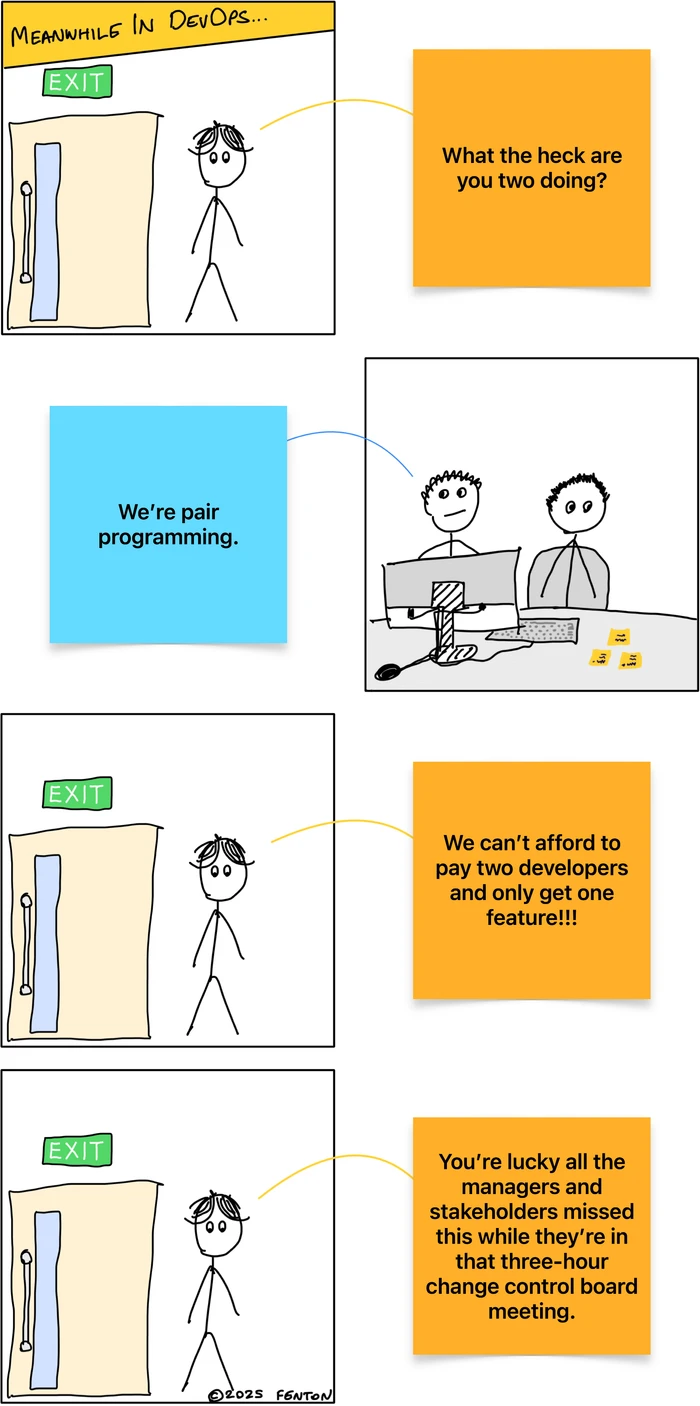 MEANWHILE IN DEVOPS...
EXIT
What the heck are
you two doing?
We’re pair
programming.
EXIT
We can’t afford to
pay two developers
and only get one
feature!!!
EXIT
You’re lucky all the
managers and
stakeholders missed
this while they’re in
that three-hour
change control board
meeting.
©2025 FENTON